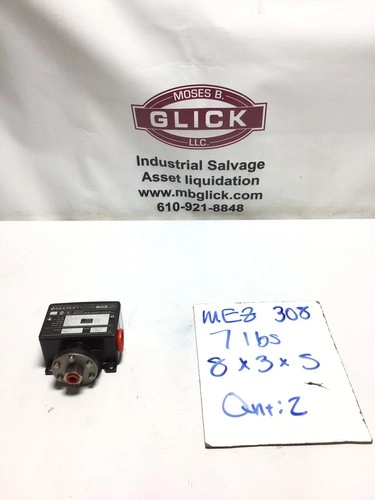 MOSES B.
GLICK
LLC.
Industrial Salvage
Asset liquidation
www.mbglick.com
610-921-8848
MEZ 308
7 lbs
8 x 3 x 5
Qnt: 2